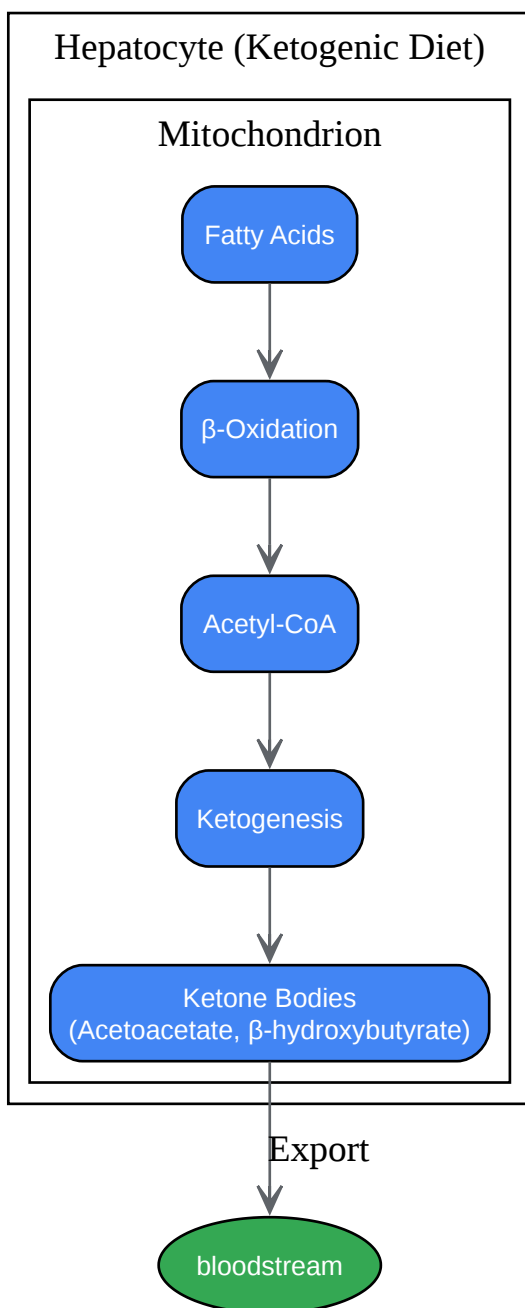 Hepatocyte (Ketogenic Diet)
Mitochondrion
Fatty Acids
β-Oxidation
Acetyl-CoA
Ketogenesis
Ketone Bodies
(Acetoacetate, β-hydroxybutyrate)
Export
bloodstream